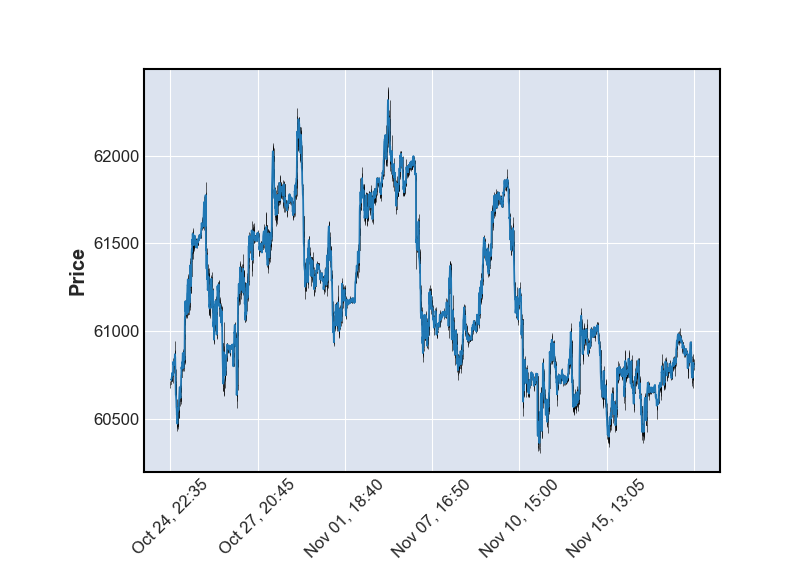 Price
62000
61500
61000
60500
Oct 24, 22:35
Oct 27, 20:45
Nov 01, 18:40
Nov 07, 16:50
Nov 10, 15:00
Nov 15, 13:05